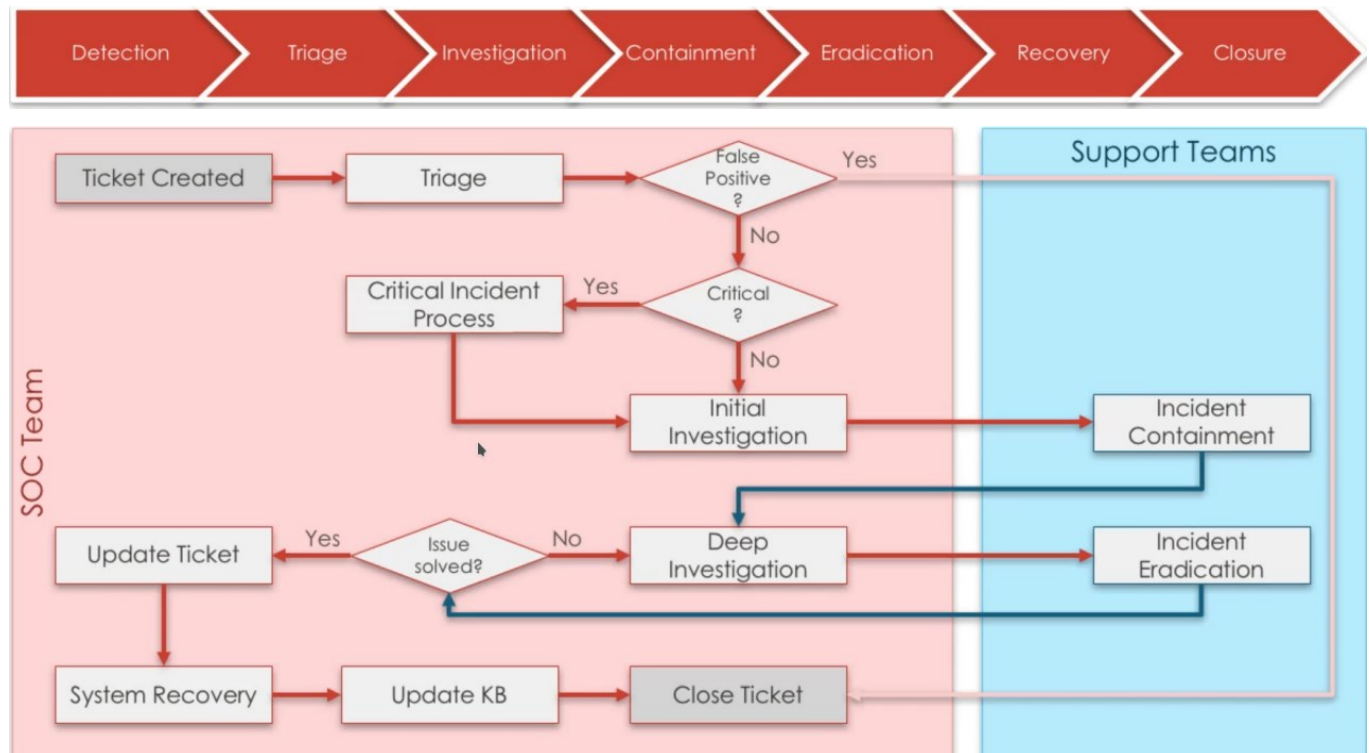 Detection
Triage
Investigation
Containment
Eradication
Recovery
Closure
Support Teams
SOC Team
Ticket Created
Triage
False
Positive
?
Yes
No
Critical Incident
Process
Yes
Critical
?
No
Initial
Investigation
Incident
Containment
Update Ticket
Yes
Issue
solved?
No
Deep
Investigation
Incident
Eradication
System Recovery
Update KB
Close Ticket